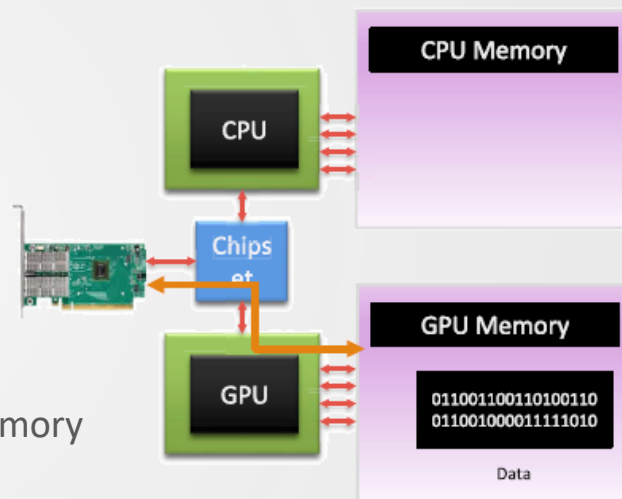 CPU Memory
CPU
Chips
et
GPU Memory
GPU
011001100110100110
011001000011111010
mory
Data